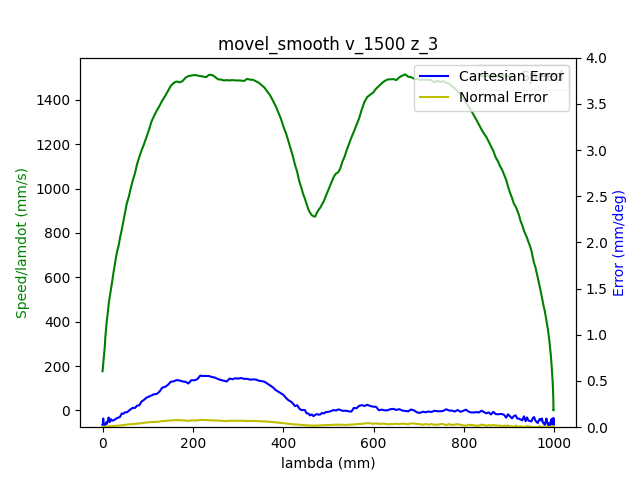 movel_smooth v_1500 z_3
Cartesian Error
Normal Error
Speed/lamdot (mm/s)
1400
1200
1000
800
600
400
200
0
4.0
3.5
3.0
2.5
2.0
1.5
1.0
0.5
0.0
Error (mm/deg)
0 200 400 600 800 1000
lambda (mm)